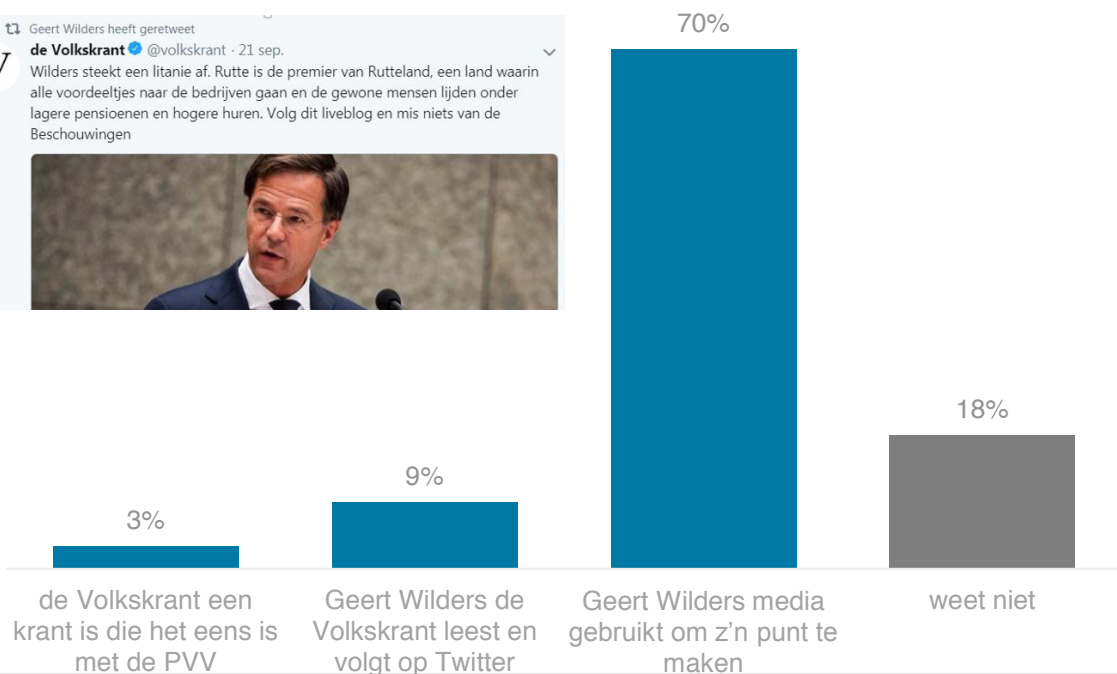 Geert Wilders heeft geretweet
de Volkskrant @volkskrant · 21 sep.
Wilders steekt een litanie af. Rutte is de premier van Rutteland, een land waarin
alle voordeeltjes naar de bedrijven gaan en de gewone mensen lijden onder
lagere pensioenen en hogere huren. Volg dit liveblog en mis niets van de
Beschouwingen
70%
18%
9%
3%
de Volkskrant een
krant is die het eens is
met de PVV
Geert Wilders de
Volkskrant leest en
volgt op Twitter
Geert Wilders media
gebruikt om z’n punt te
maken
weet niet